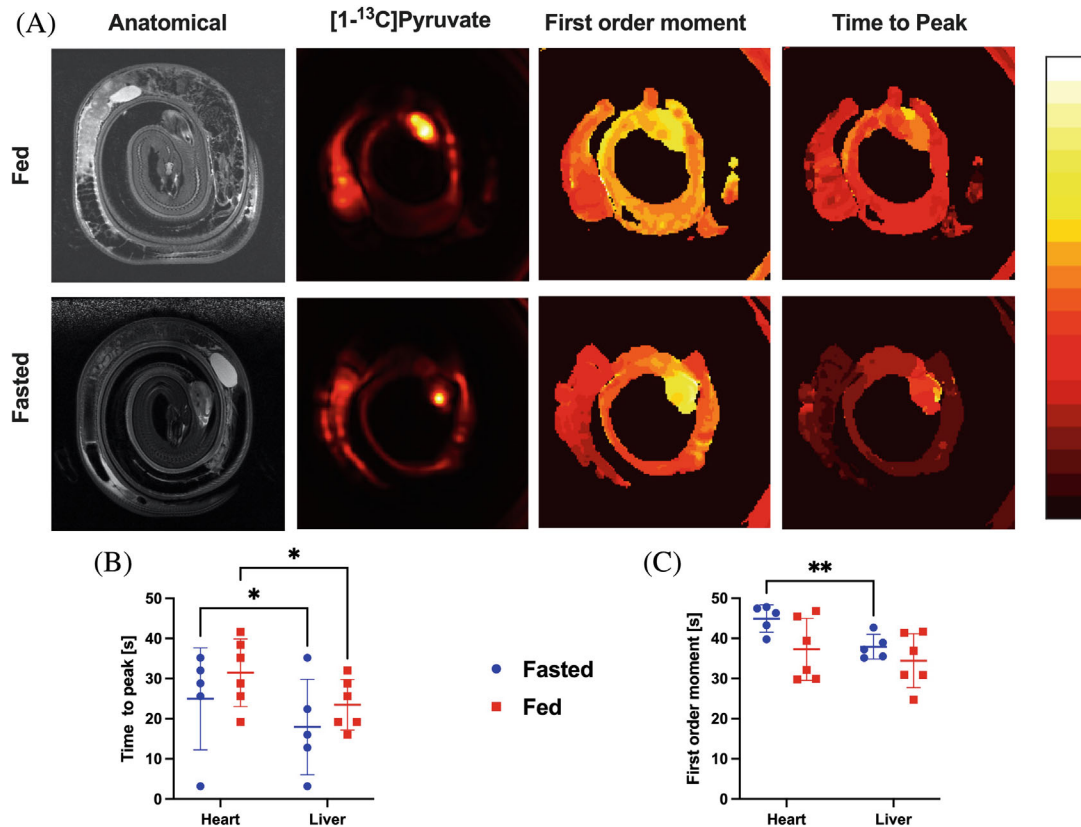 (A)
Anatomical
[1-¹³C]Pyruvate
First order moment
Time to Peak
Fed
Fasted
(B)
*
*
Time to peak [s]
50
40
30
20
10
0
Heart
Liver
Fasted
Fed
(C)
**
First order moment [s]
50
40
30
20
10
0
Heart
Liver